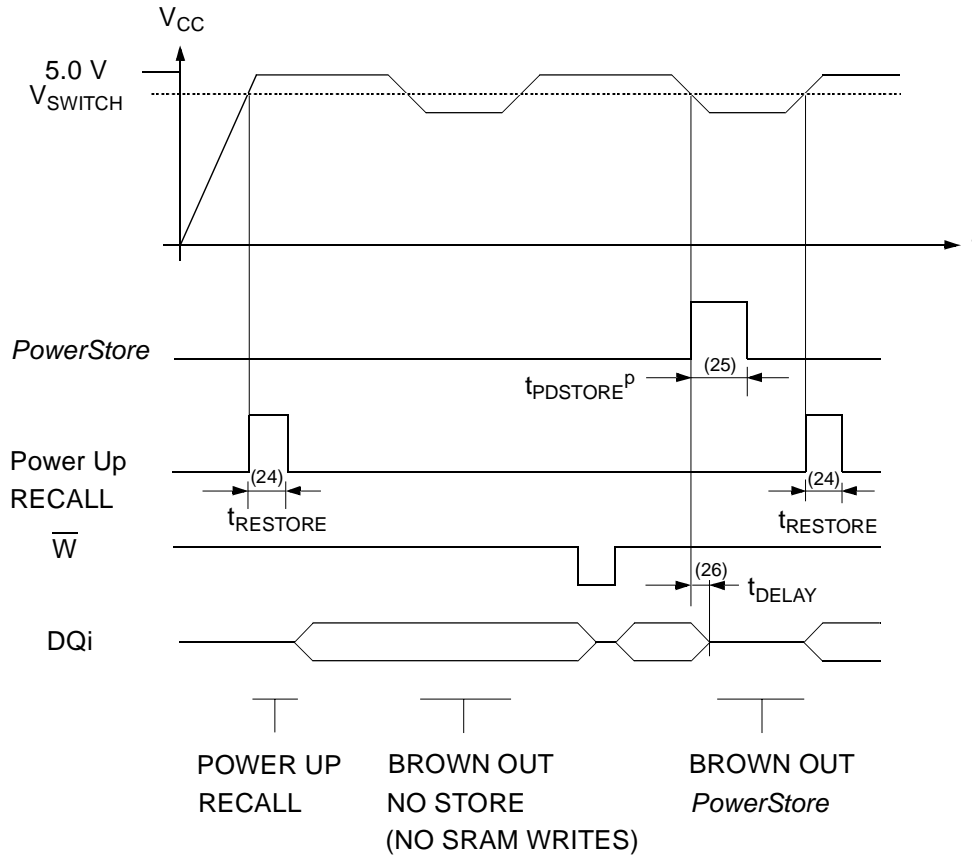 VCC
5.0 V
VSWITCH
PowerStore
(25)
tPDSTOREp
Power Up
RECALL
(24)
tRESTORE
(24)
tRESTORE
W
(26)
tDELAY
DQi
POWER UP
RECALL
BROWN OUT
NO STORE
(NO SRAM WRITES)
BROWN OUT
PowerStore